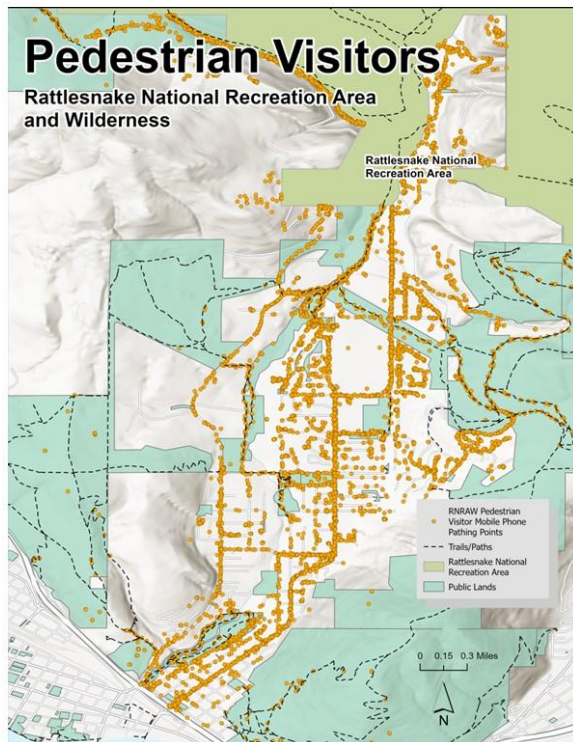 Pedestrian Visitors
Rattlesnake National Recreation Area
and Wilderness
Rattlesnake National
Recreation Area
RNRAW Pedestrian
Visitor Mobile Phone
Pathing Points
Trails/Paths
Rattlesnake National
Recreation Area
Public Lands
0 0.15 0.3 Miles
N